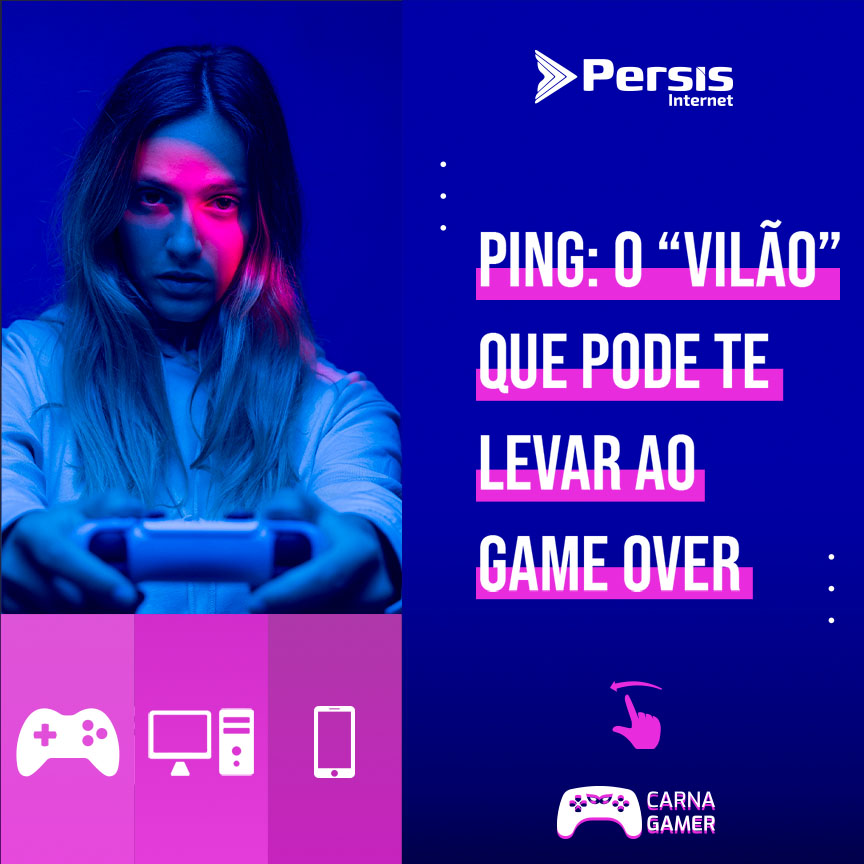 Persis
Internet
PING: O “VILÃO”
QUE PODE TE
LEVAR AO
GAME OVER
CARNA
GAMER